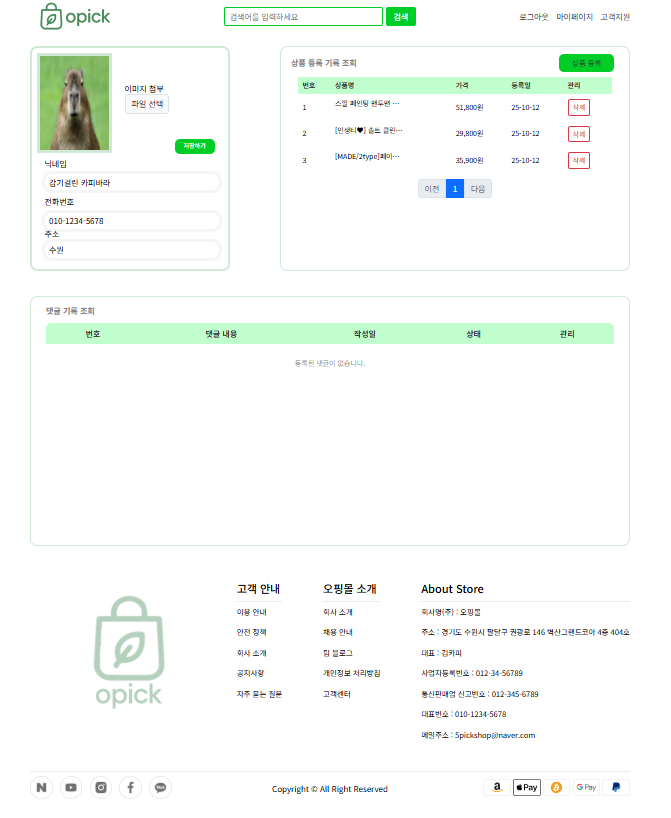 opick
검색어를 입력하세요
검색
로그아웃 마이페이지 고객지원
이미지 첨부
파일 선택
저장하기
닉네임
감기걸린 카피바라
전화번호
010-1234-5678
주소
수원
상품 등록 기록 조회
상품 등록
번호 상품명 가격 등록일 관리
1 스낄 페인팅 밴두맨 ··· 51,800원 25-10-12 삭제
2 [인생티♥] 숄트 클린··· 29,800원 25-10-12 삭제
3 [MADE/2type]페이··· 35,900원 25-10-12 삭제
이전 1 다음
댓글 기록 조회
번호 댓글 내용 작성일 상태 관리
등록된 댓글이 없습니다.
opick
고객 안내
이용 안내
안전 정책
회사 소개
공지사항
자주 묻는 질문
오핑몰 소개
회사 소개
채용 안내
팀 블로그
개인정보 처리방침
고객센터
About Store
회사명(주) : 오핑몰
주소 : 경기도 수원시 팔달구 권광로 146 벽산그랜드코아 4층 404호
대표 : 김카피
사업자등록번호 : 012-34-56789
통신판매업 신고번호 : 012-345-6789
대표번호 : 010-1234-5678
메일주소 : 5pickshop@naver.com
Copyright © All Rights Reserved
Pay
G Pay